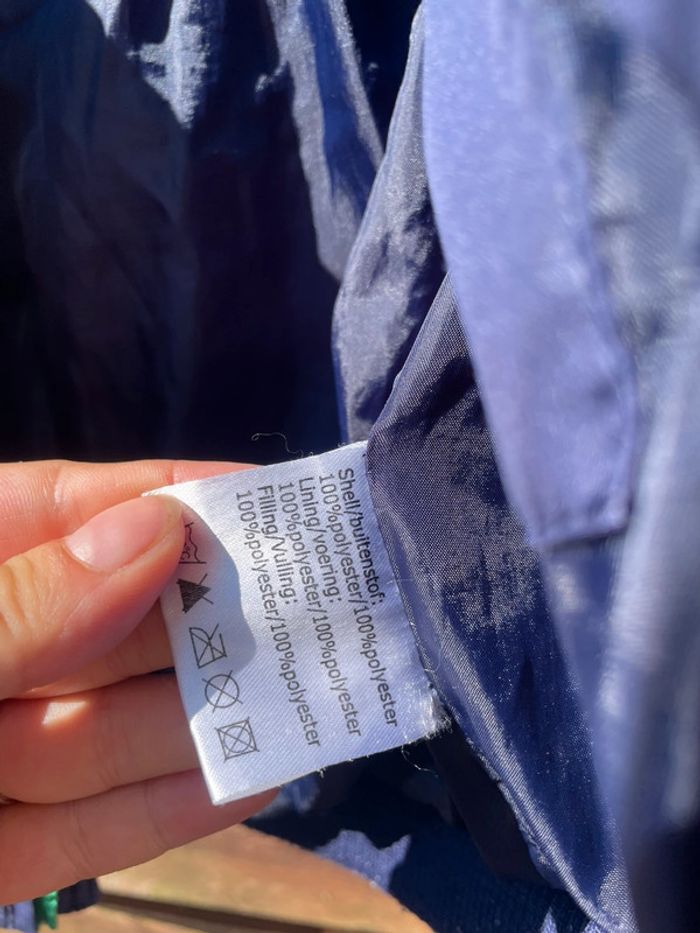 Shell/buitenstof:
100%polyester/100%polyester
Lining/voering:
100%polyester/100%polyester
Filling/Vulling:
100%polyester/100%polyester